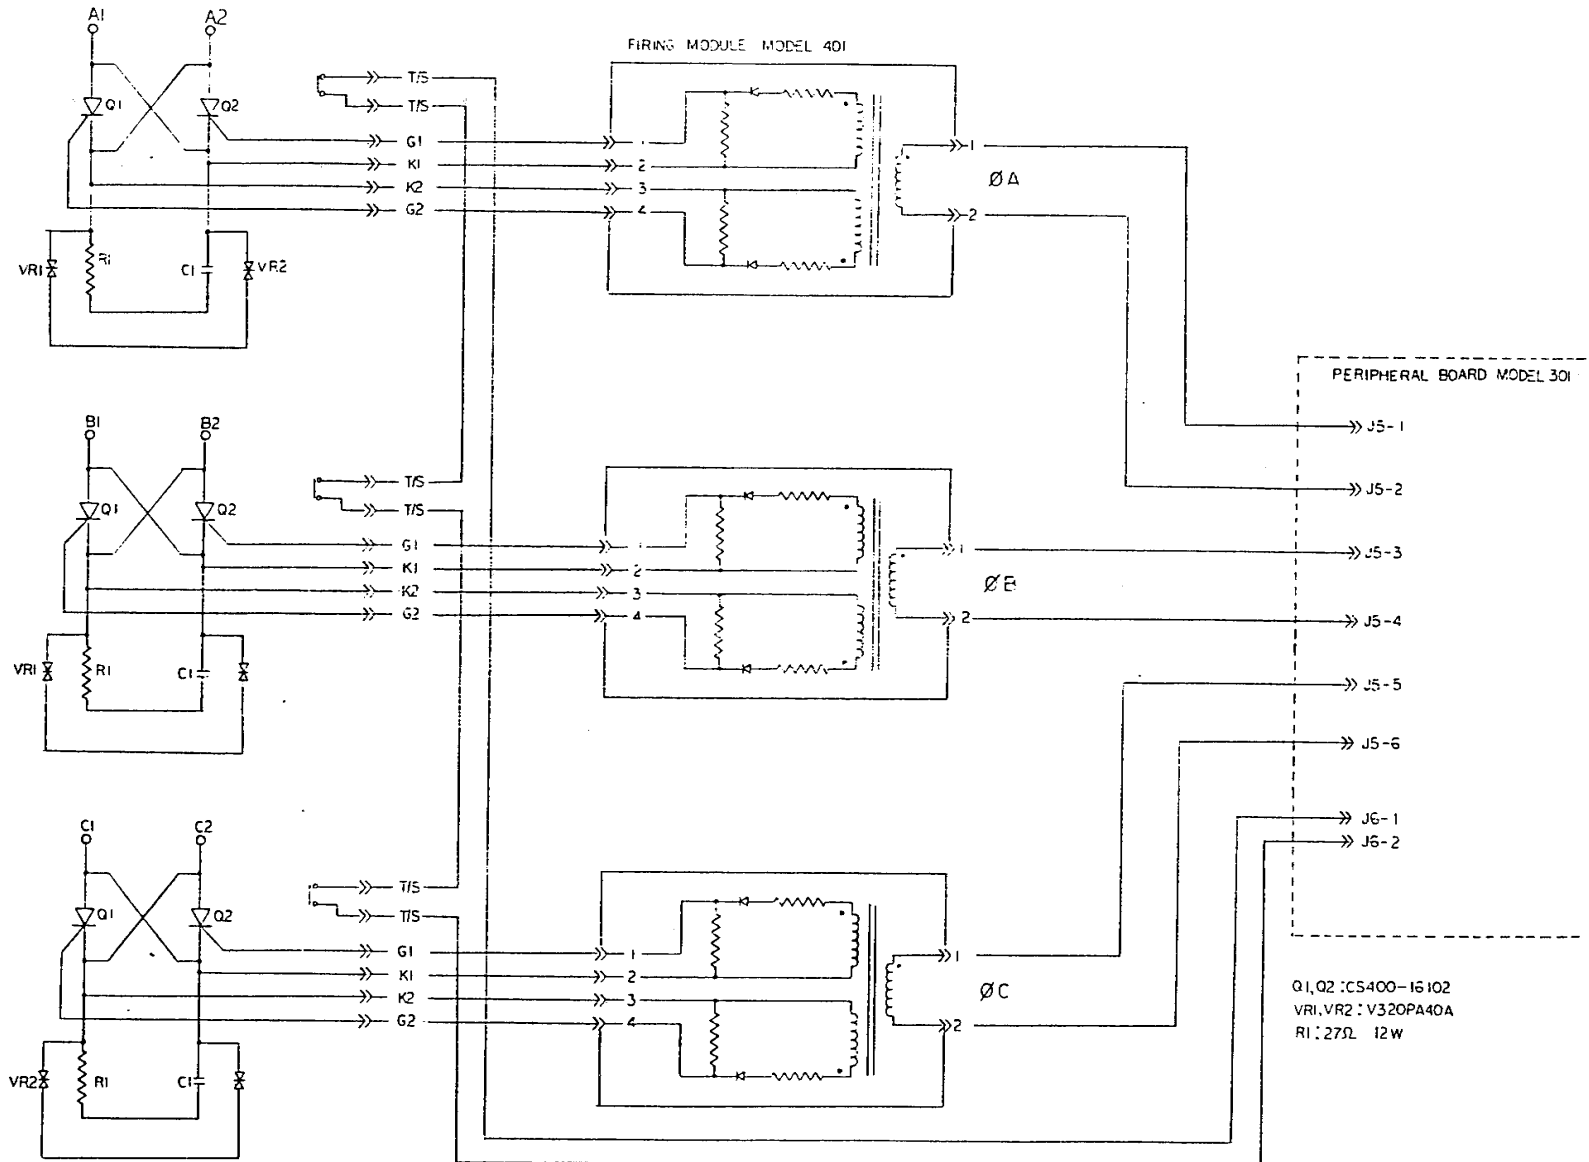 A1 A2
FIRING MODULE MODEL 401
T/S
T/S
Q1 Q2
G1 1
K1 2
K2 3
G2 4
1
ØA
2
VR1 R1 C1 VR2
PERIPHERAL BOARD MODEL 301
J5-1
J5-2
J5-3
J5-4
J5-5
J5-6
J6-1
J6-2
B1 B2
T/S
T/S
Q1 Q2
G1 1
K1 2
K2 3
G2 4
1
ØB
2
VR1 R1 C1
C1 C2
T/S
T/S
Q1 Q2
G1 1
K1 2
K2 3
G2 4
1
ØC
2
VR2 R1 C1
Q1,Q2 : CS400-16102
VR1,VR2 : V320PA40A
R1 : 27Ω 12W